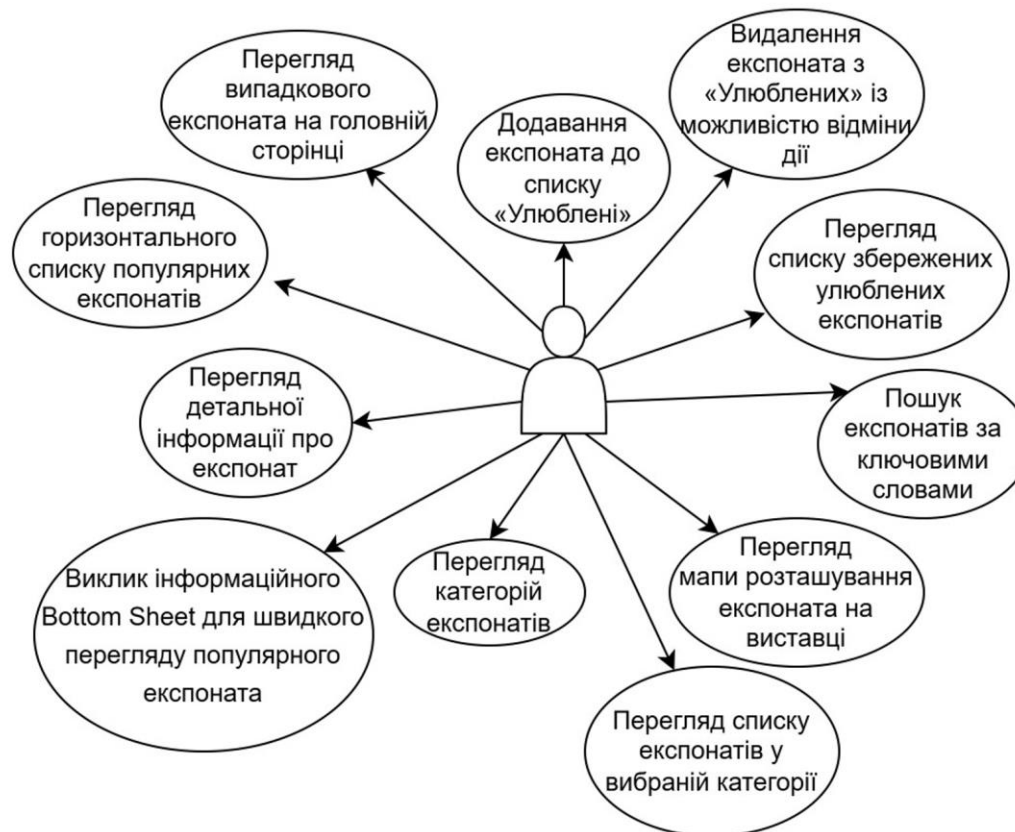 Перегляд
випадкового
експоната на головній
сторінці
Додавання
експоната до
списку
«Улюблені»
Видалення
експоната з
«Улюблених» із
можливістю відміни
дії
Перегляд
горизонтального
списку популярних
експонатів
Перегляд
списку збережених
улюблених
експонатів
Перегляд
детальної
інформації про
експонат
Пошук
експонатів за
ключовими
словами
Виклик інформаційного
Bottom Sheet для швидкого
перегляду популярного
експоната
Перегляд
категорій
експонатів
Перегляд
мапи розташування
експоната на
виставці
Перегляд списку
експонатів у
вибраній категорії